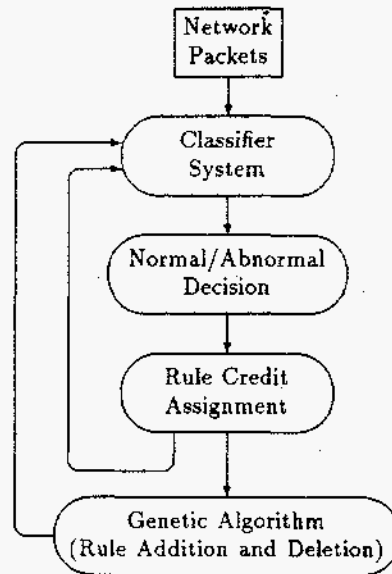 Network
Packets
Classifier
System
Normal/Abnormal
Decision
Rule Credit
Assignment
Genetic Algorithm
(Rule Addition and Deletion)